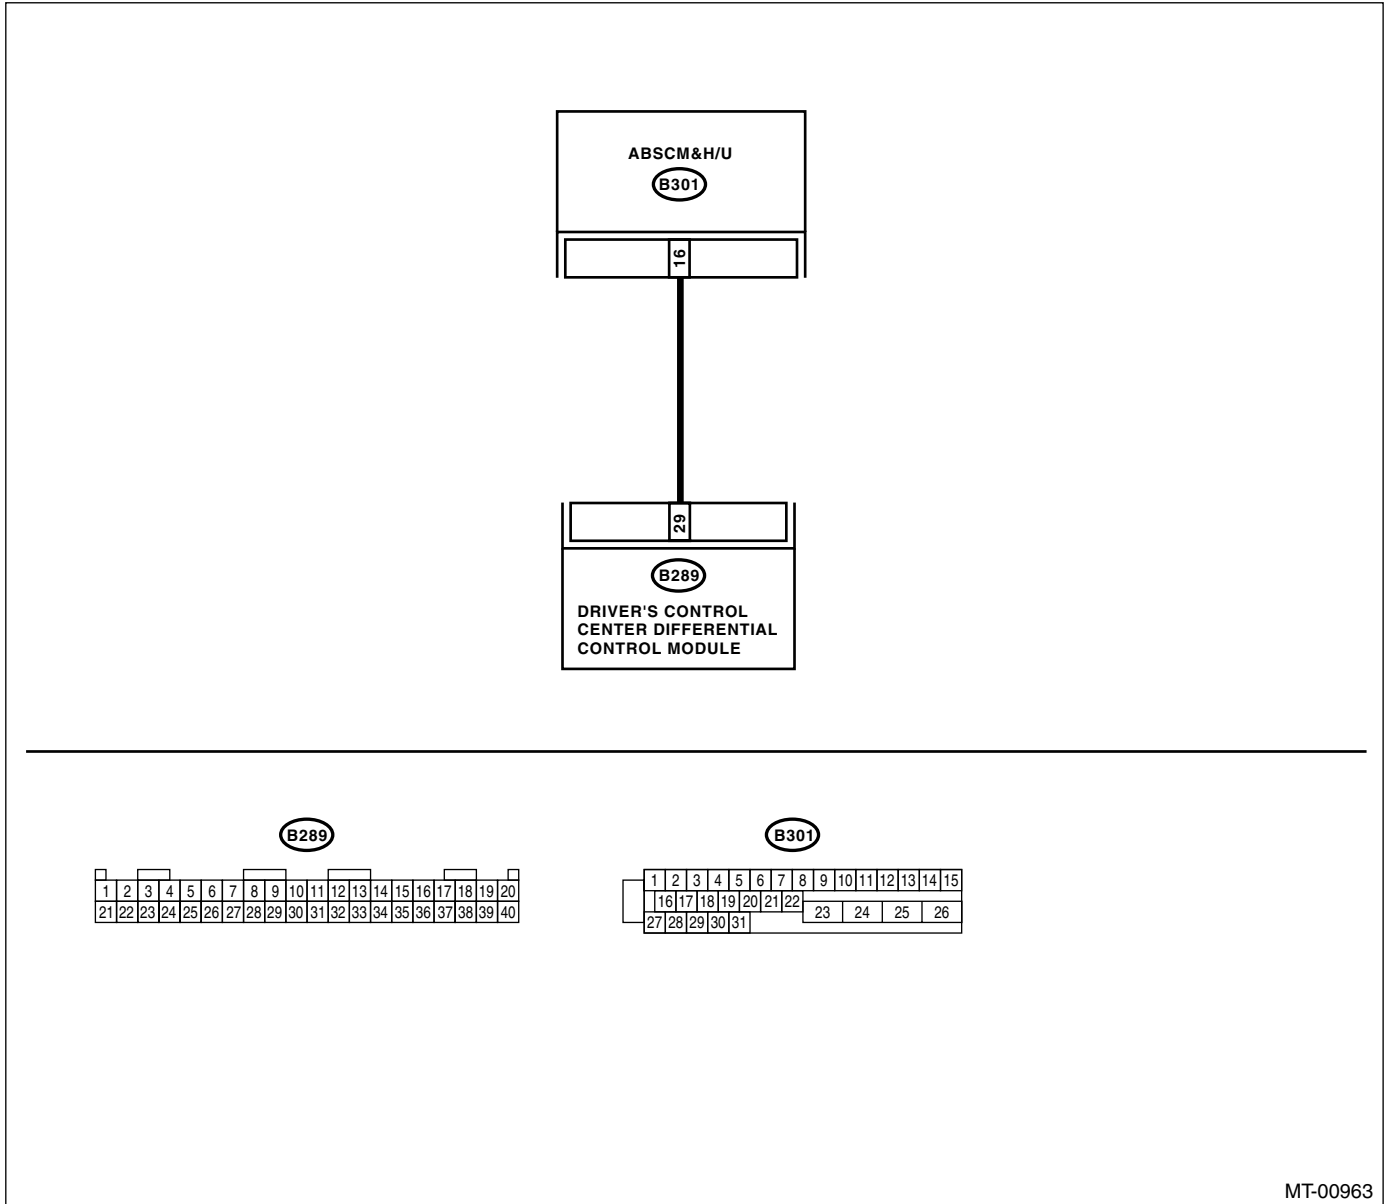 ABSCM&H/U
B301
16
29
B289
DRIVER'S CONTROL
CENTER DIFFERENTIAL
CONTROL MODULE
B289
1 2 3 4 5 6 7 8 9 10 11 12 13 14 15 16 17 18 19 20
21 22 23 24 25 26 27 28 29 30 31 32 33 34 35 36 37 38 39 40
B301
1 2 3 4 5 6 7 8 9 10 11 12 13 14 15
16 17 18 19 20 21 22 23 24 25 26
27 28 29 30 31
MT-00963